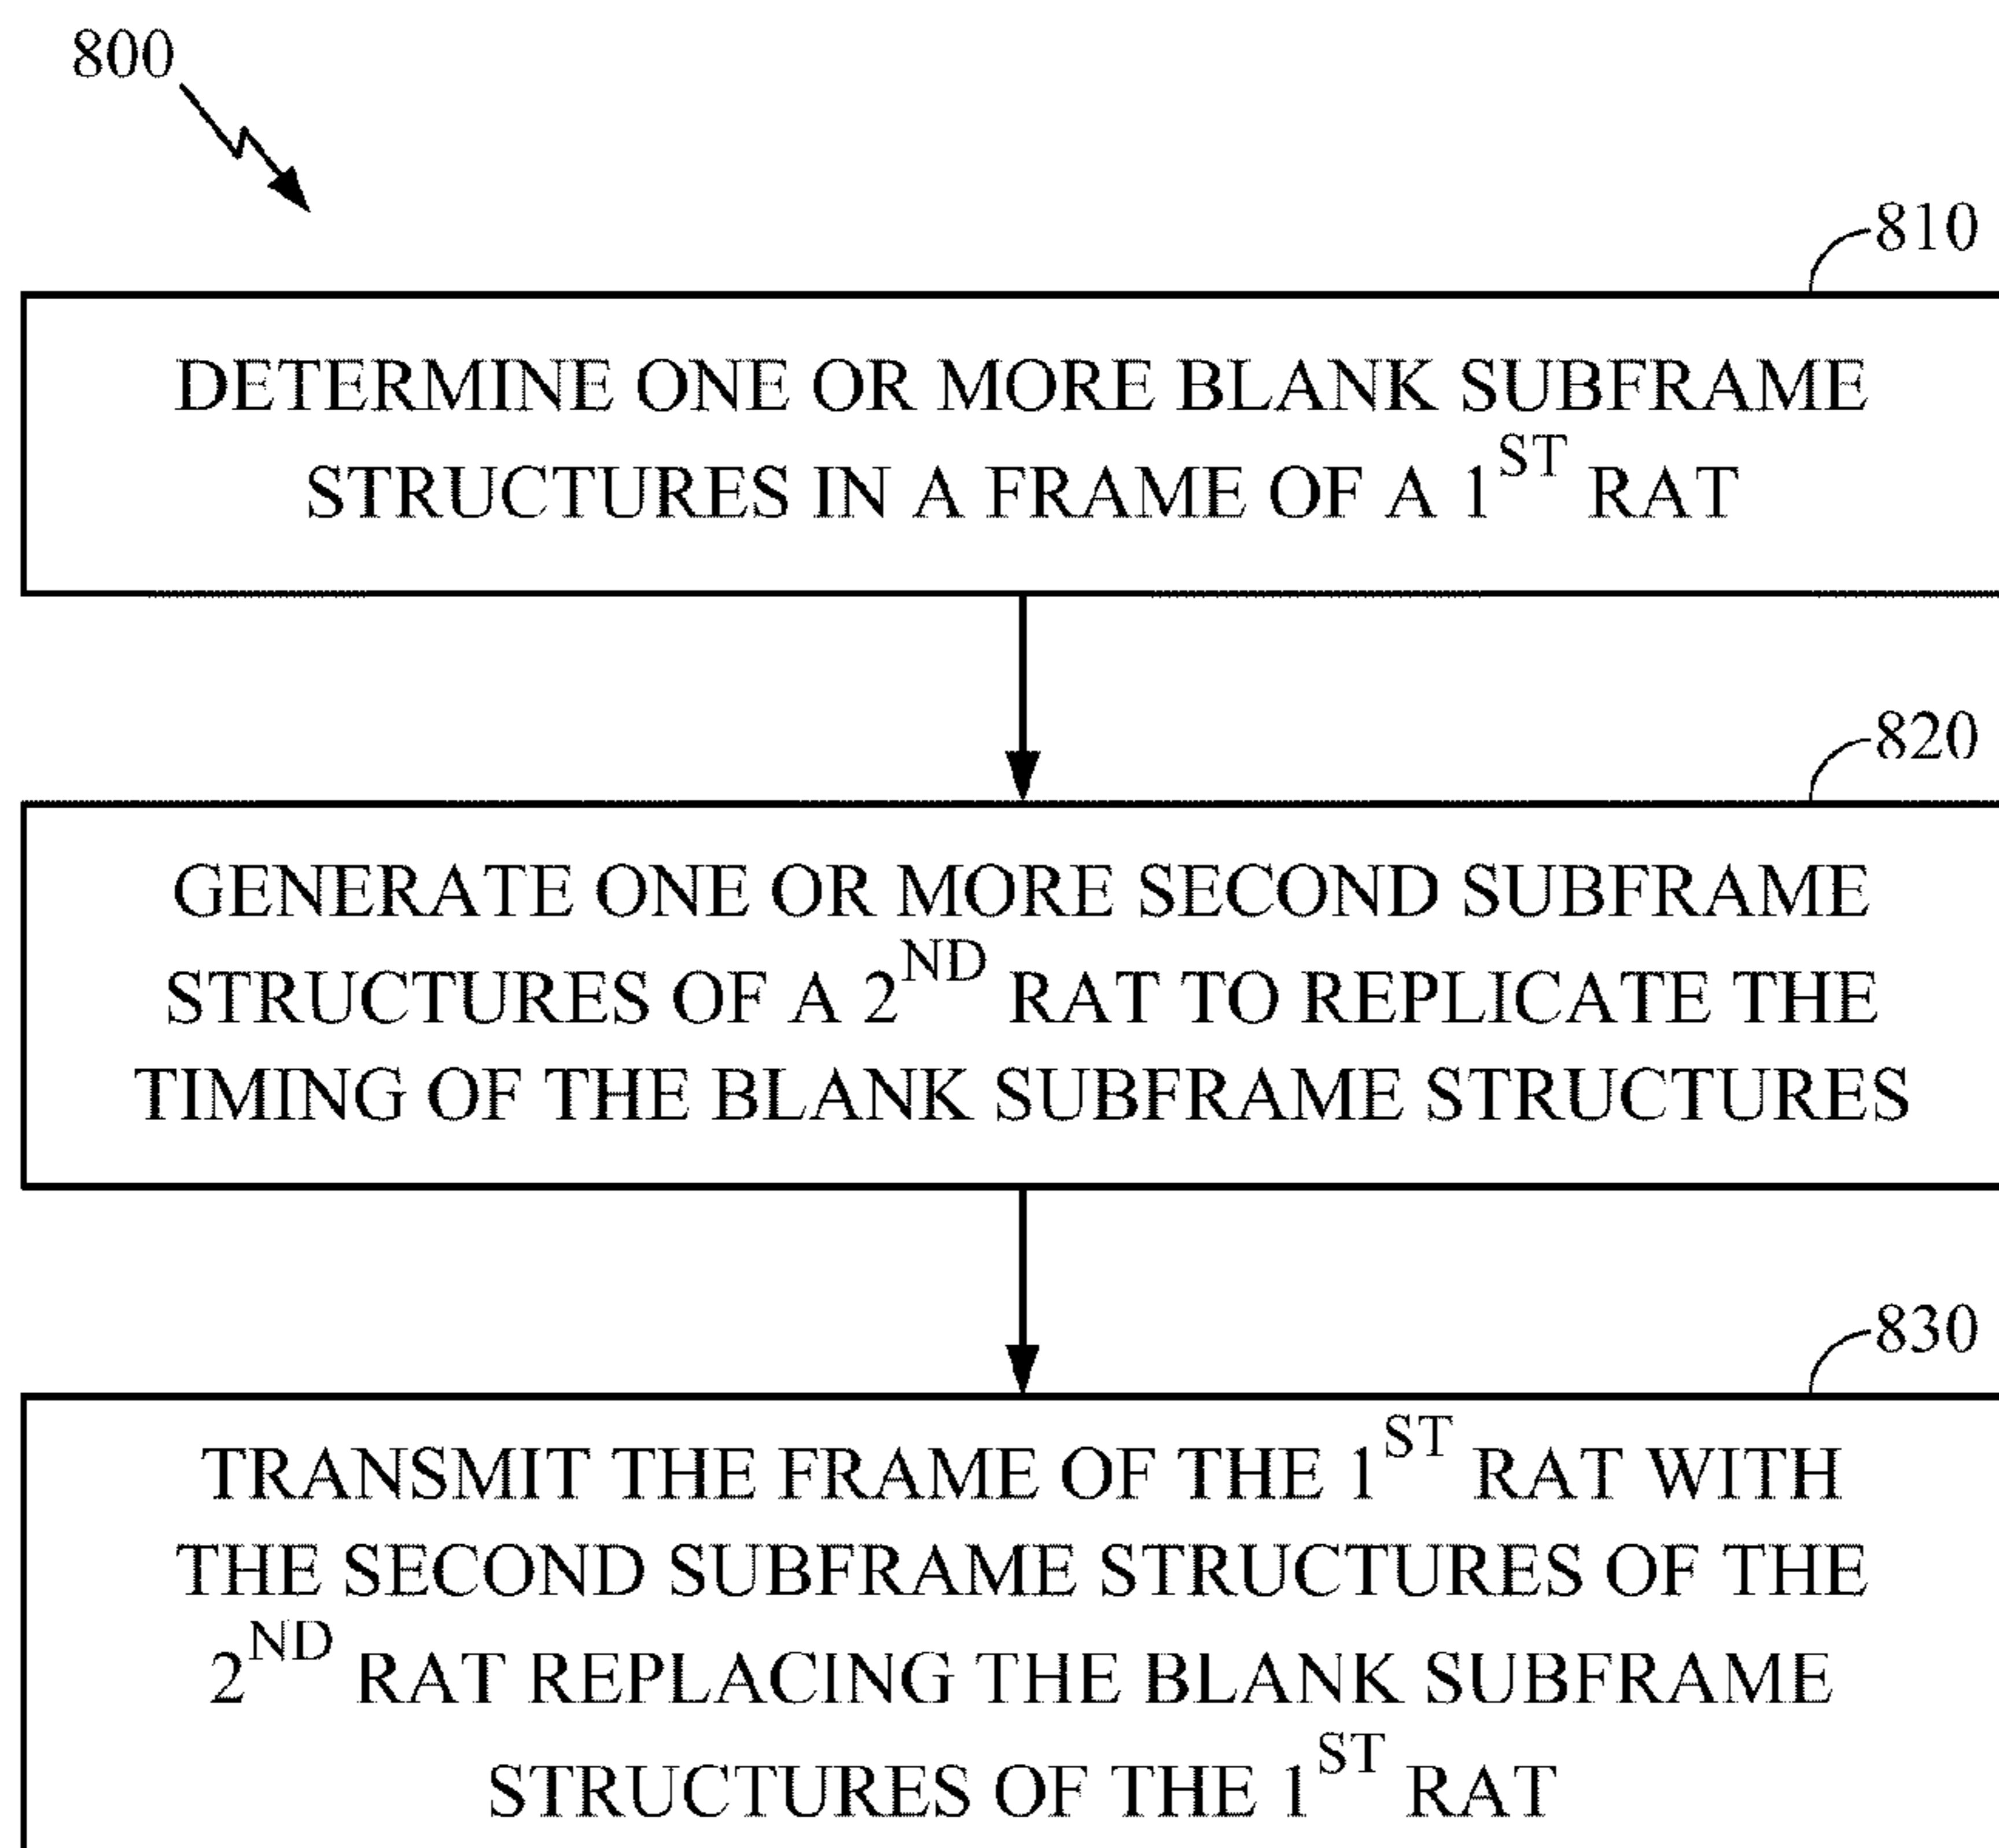 800
810
DETERMINE ONE OR MORE BLANK SUBFRAME
STRUCTURES IN A FRAME OF A 1ST RAT
820
GENERATE ONE OR MORE SECOND SUBFRAME
STRUCTURES OF A 2ND RAT TO REPLICATE THE
TIMING OF THE BLANK SUBFRAME STRUCTURES
830
TRANSMIT THE FRAME OF THE 1ST RAT WITH
THE SECOND SUBFRAME STRUCTURES OF THE
2ND RAT REPLACING THE BLANK SUBFRAME
STRUCTURES OF THE 1ST RAT